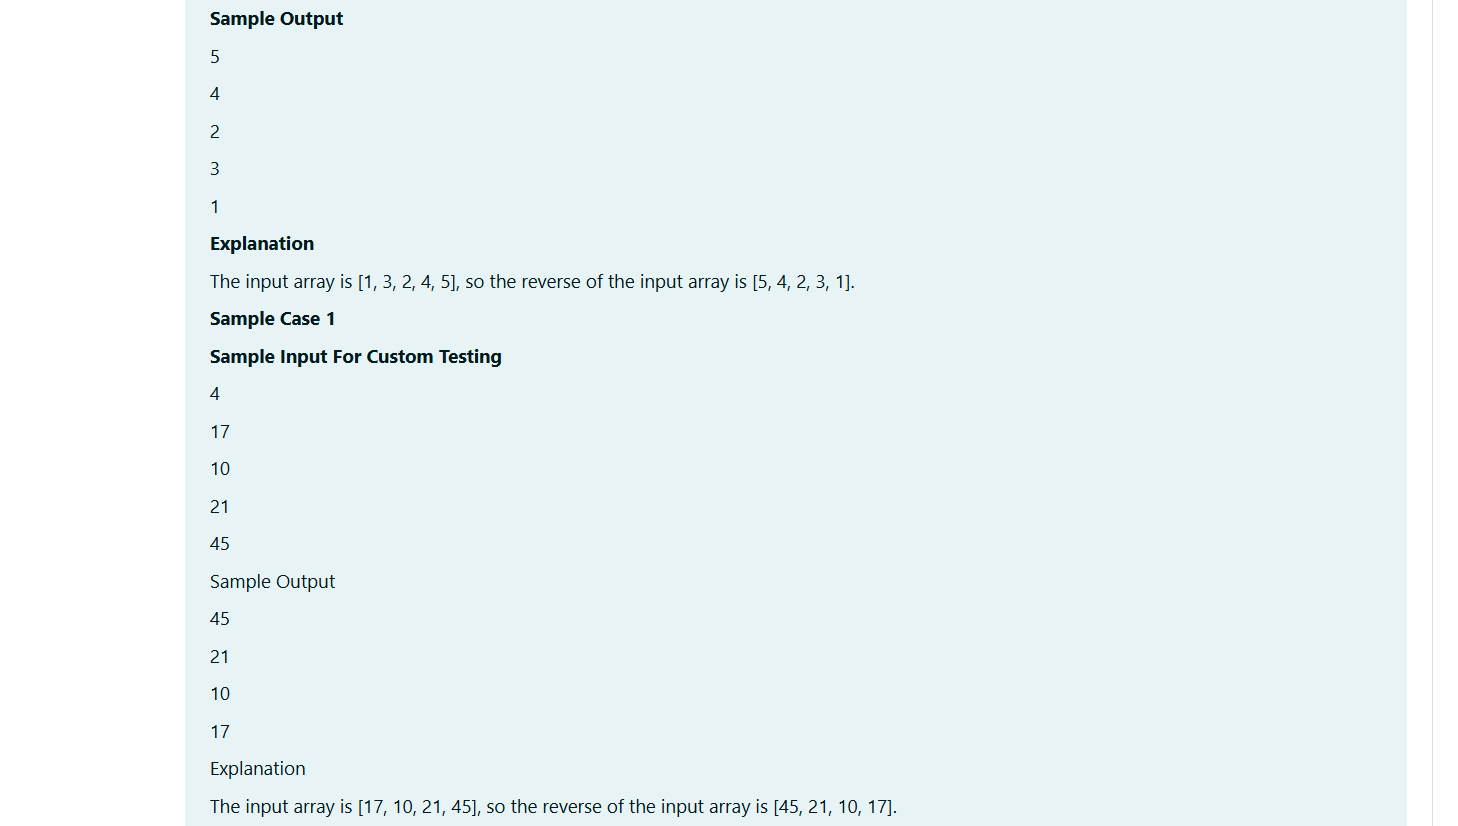 Sample Output
5
4
2
3
1
Explanation
The input array is [1, 3, 2, 4, 5], so the reverse of the input array is [5, 4, 2, 3, 1].
Sample Case 1
Sample Input For Custom Testing
4
17
10
21
45
Sample Output
45
21
10
17
Explanation
The input array is [17, 10, 21, 45], so the reverse of the input array is [45, 21, 10, 17].